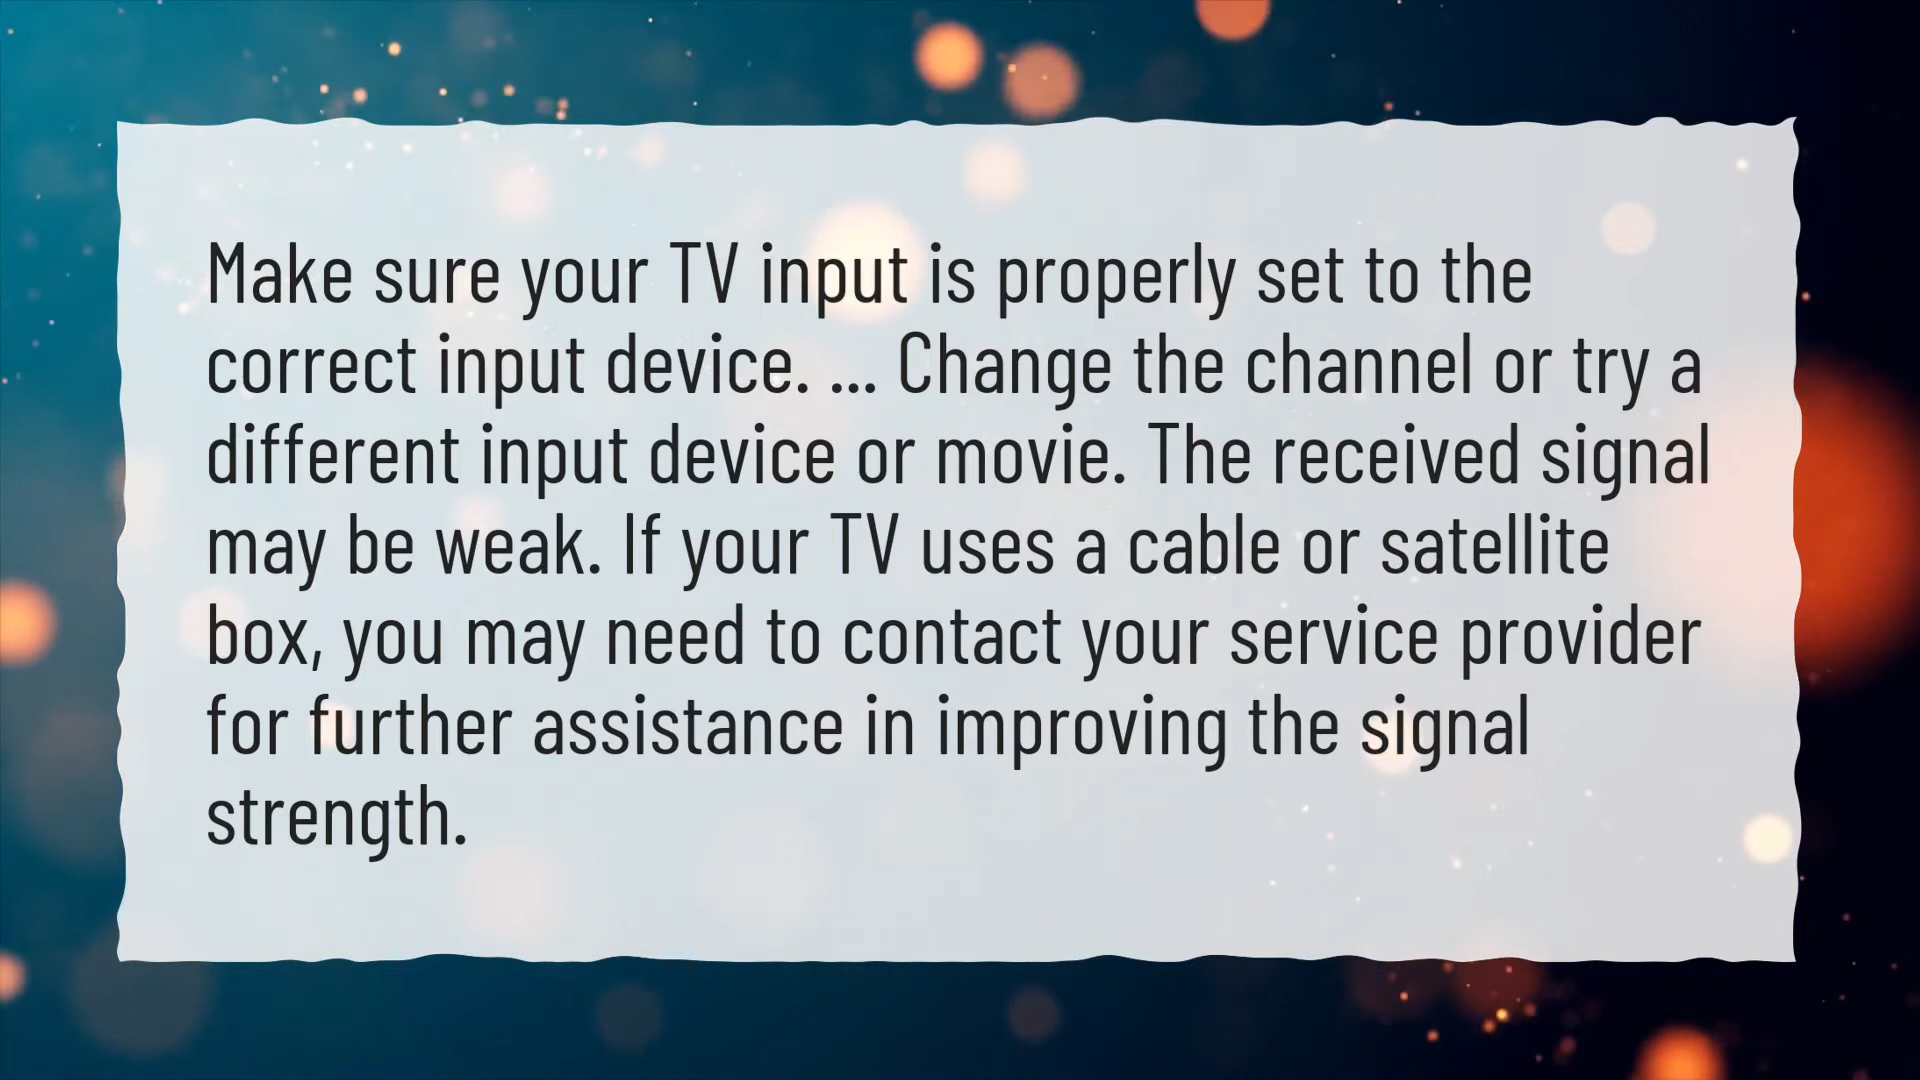 Make sure your TV input is properly set to the
correct input device. ... Change the channel or try a
different input device or movie. The received signal
may be weak. If your TV uses a cable or satellite
box, you may need to contact your service provider
for further assistance in improving the signal
strength.